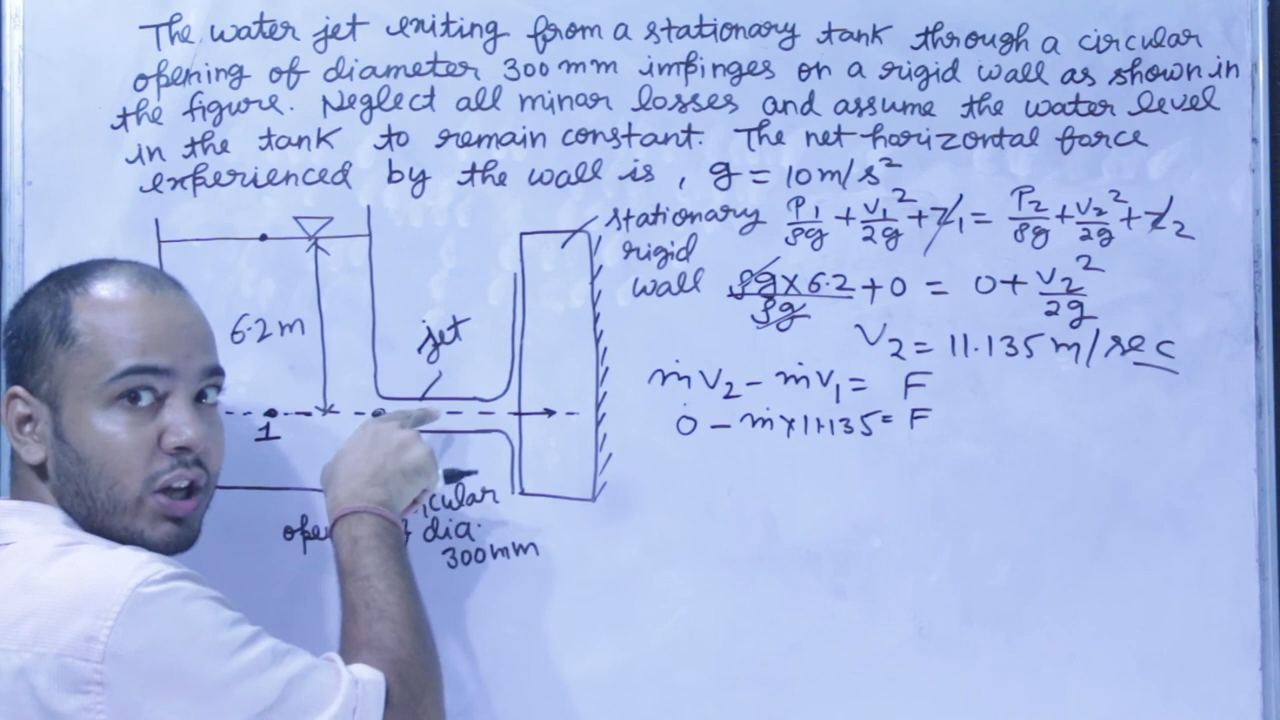 The water jet exiting from a stationary tank through a circular
opening of diameter 300 mm impinges on a rigid wall as shown in
the figure. Neglect all minor losses and assume the water level
in the tank to remain constant. The net horizontal force
experienced by the wall is, g = 10 m/s²
stationary
rigid
wall
P₁/ρg + V₁²/2g + Z₁ = P₂/ρg + V₂²/2g + Z₂
ρg × 6.2/ρg + 0 = 0 + V₂²/2g
V₂ = 11.135 m/sec
ṁV₂ - ṁV₁ = F
0 - ṁ × 11.135 = F
6.2 m
jet
1
dia.
300 mm